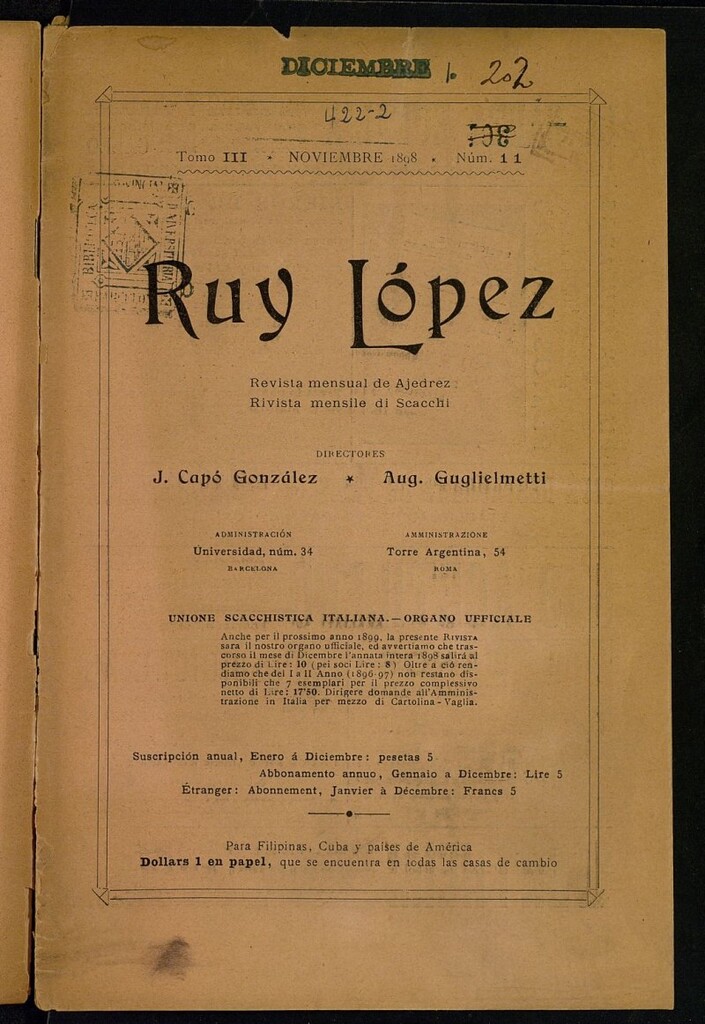 DICIEMBRE 1. 202
422-2
Tomo III * NOVIEMBRE 1898 * Núm. 11
BIBLIOTECA
Ruy López
Revista mensual de Ajedrez
Rivista mensile di Scacchi
DIRECTORES
J. Capó González * Aug. Guglielmetti
ADMINISTRACIÓN AMMINISTRAZIONE
Universidad, núm. 34 Torre Argentina, 54
BARCELONA ROMA
UNIONE SCACCHISTICA ITALIANA.—ORGANO UFFICIALE
Anche per il prossimo anno 1899, la presente RIVISTA
sara il nostro organo ufficiale, ed avvertiamo che tras-
corso il mese di Dicembre l'annata intera 1898 salirá al
prezzo di Lire: 10 (pei soci Lire: 8) Oltre a ció ren-
diamo che del I a II Anno (1896-97) non restano dis-
ponibili che 7 esemplari per il prezzo complessivo
netto di Lire: 17'50. Dirigere domande all'Amminis-
trazione in Italia per mezzo di Cartolina-Vaglia.
Suscripción anual, Enero á Diciembre: pesetas 5
Abbonamento annuo, Gennaio a Dicembre: Lire 5
Étranger: Abonnement, Janvier à Décembre: Francs 5
Para Filipinas, Cuba y países de América
Dollars 1 en papel, que se encuentra en todas las casas de cambio